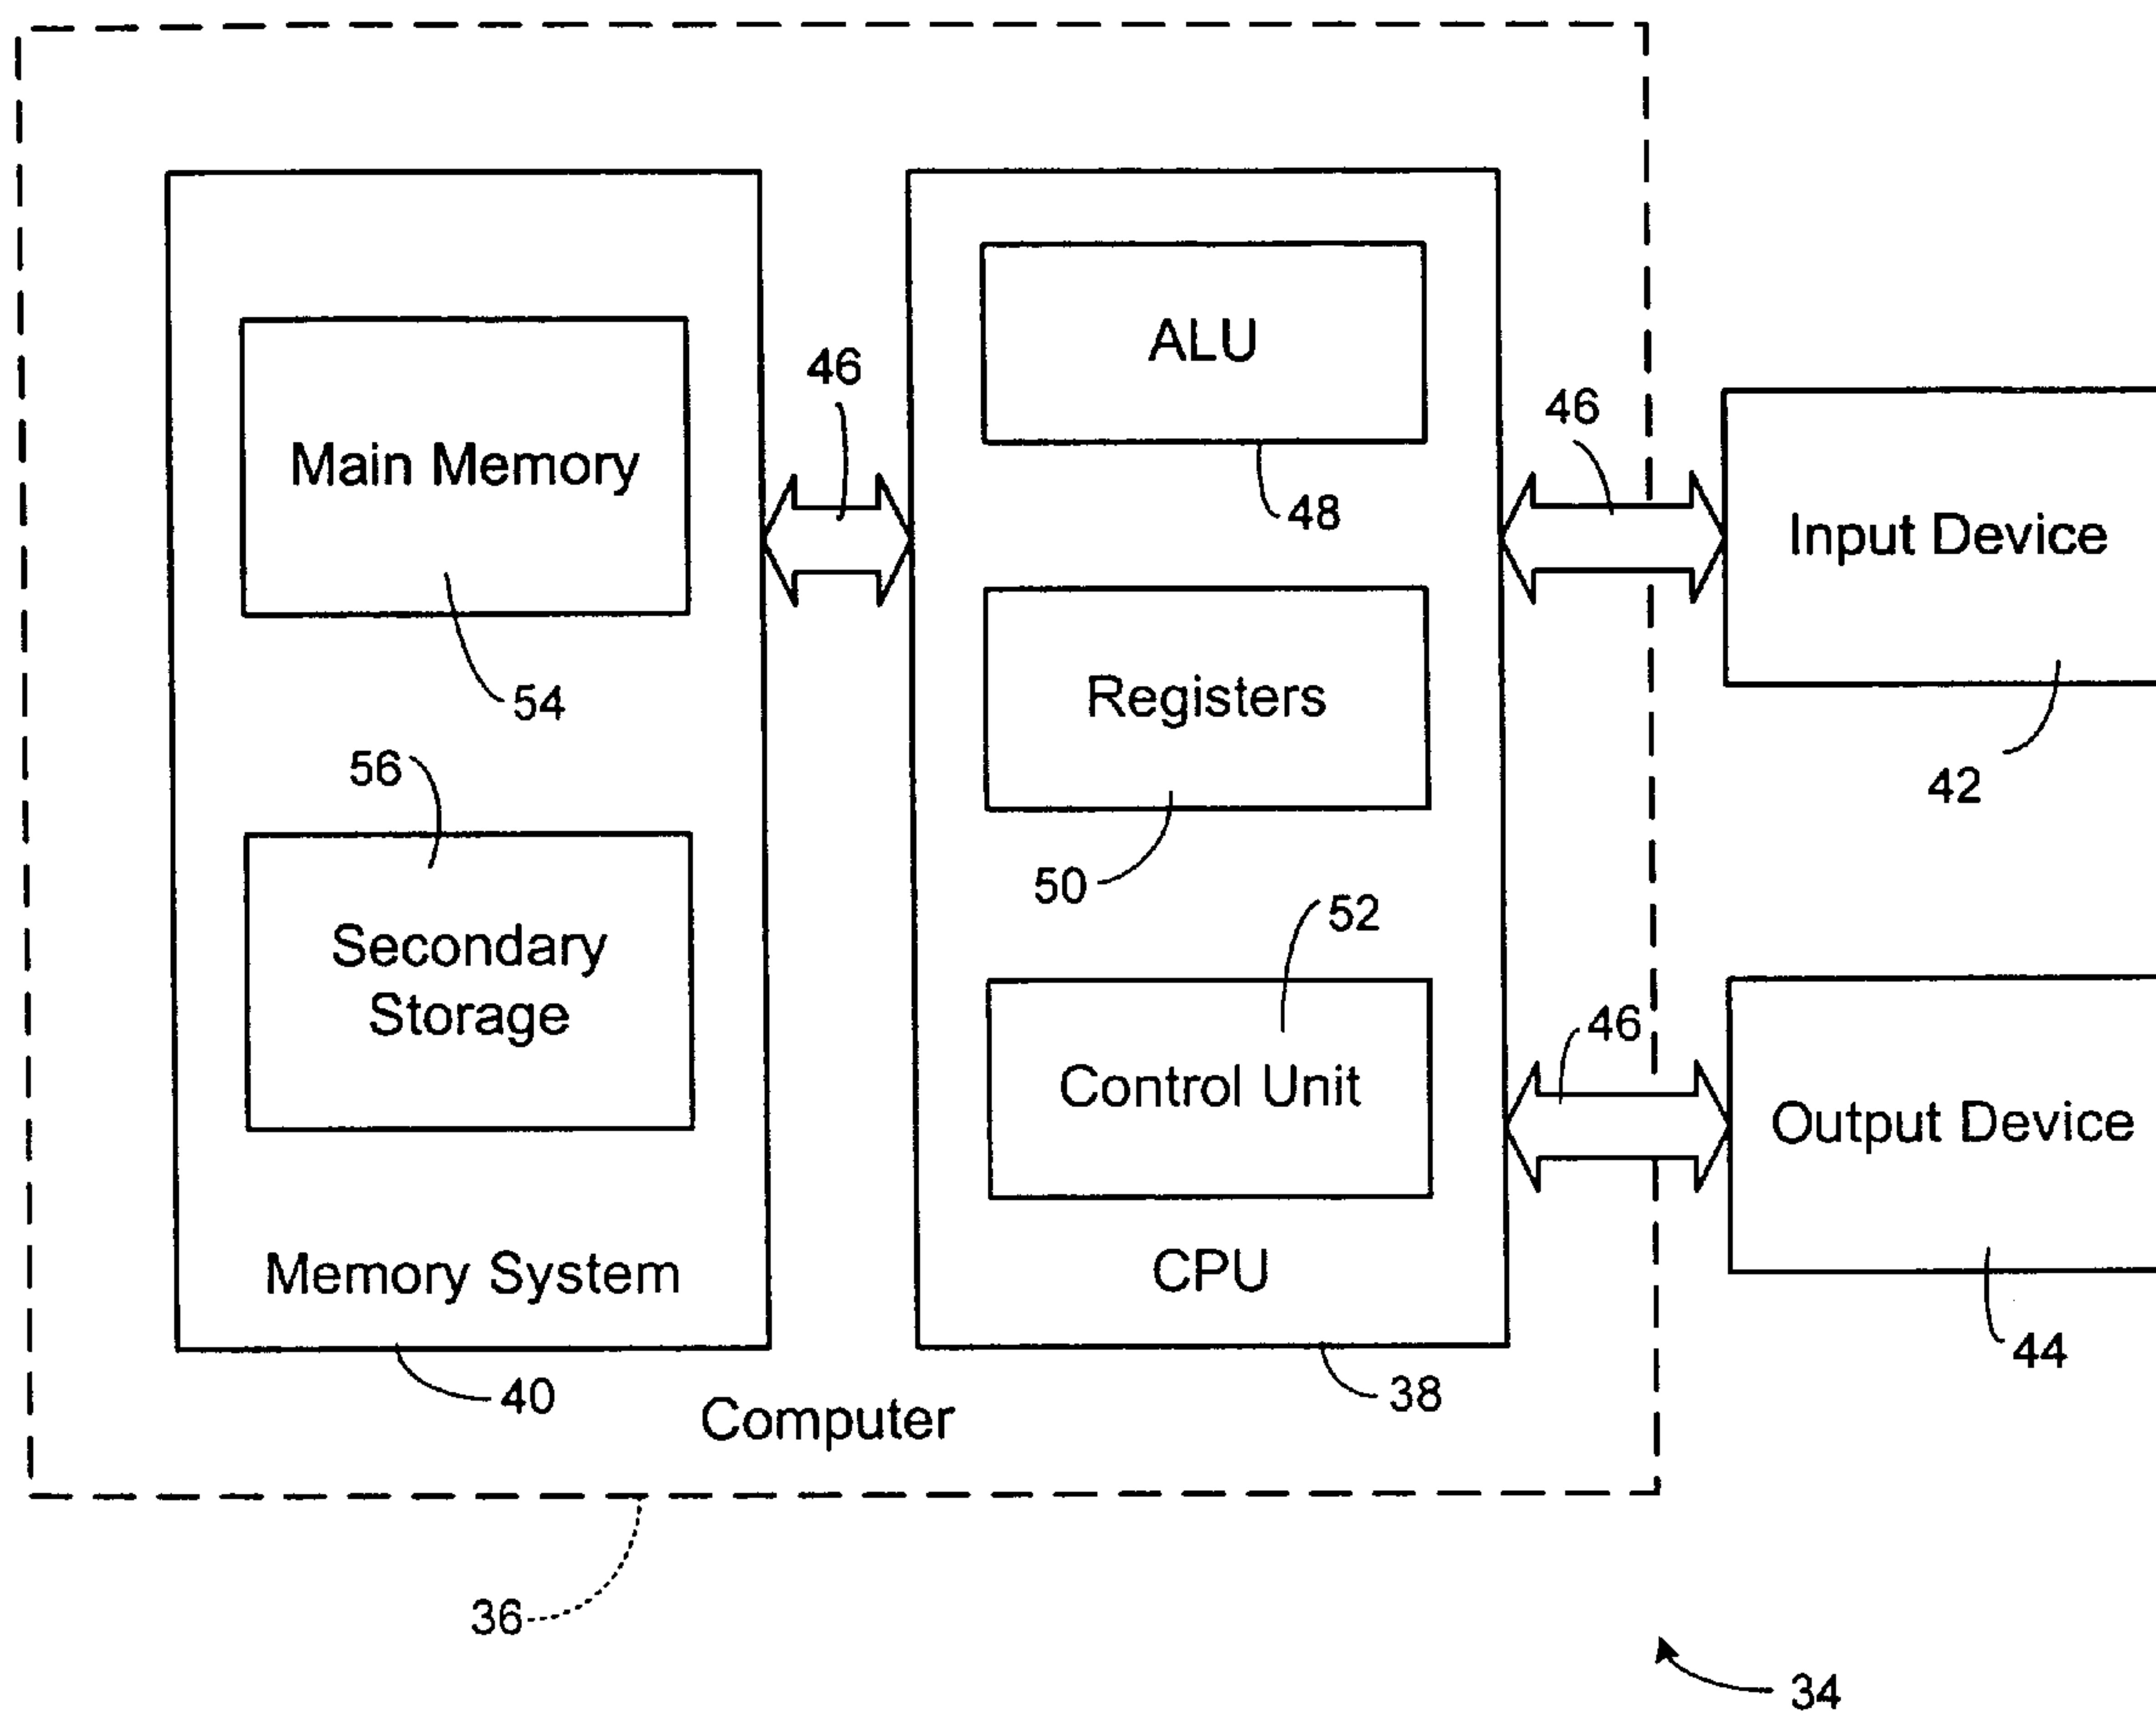 ALU
46
46
Main Memory
Input Device
48
54
Registers
56
42
50
52
Secondary
Storage
46
Control Unit
Output Device
Memory System
CPU
44
40
38
Computer
36
34